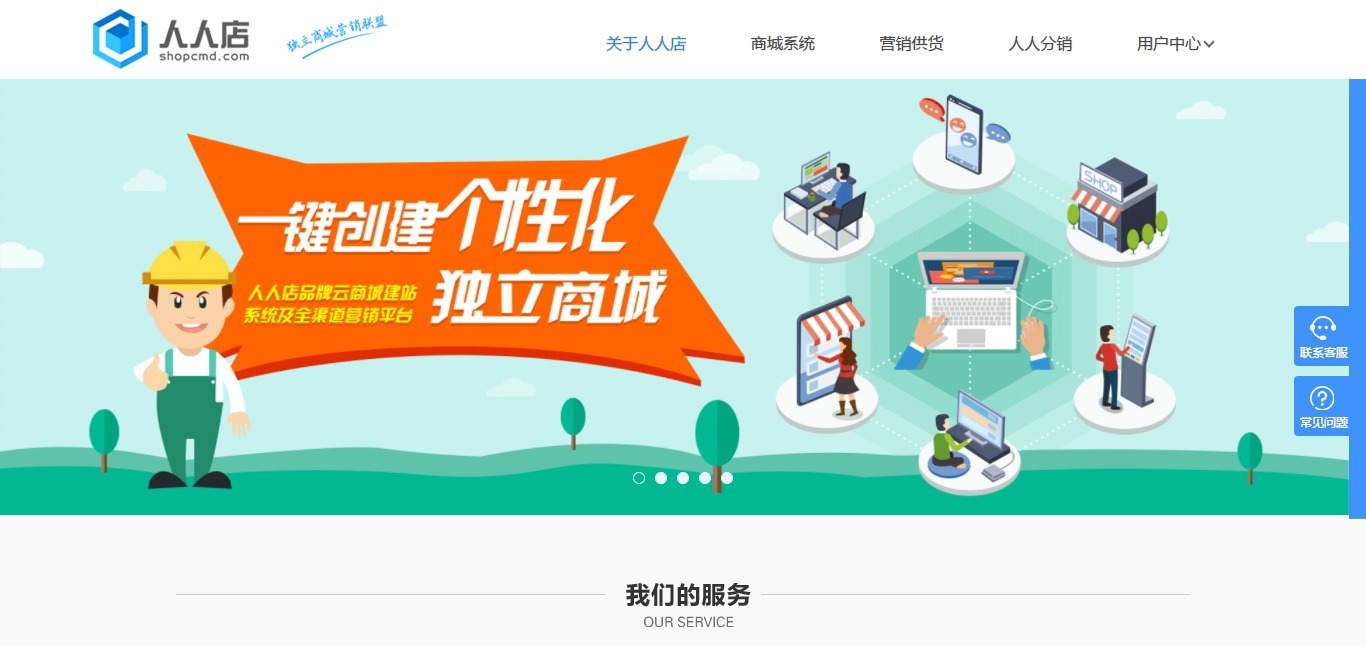 人人店
shopcmd.com
独立商城营销联盟
关于人人店
商城系统
营销供货
人人分销
用户中心
一键创建个性化
独立商城
人人店品牌云商城建站
系统及全渠道营销平台
SHOP
联系客服
常见问题
我们的服务
OUR SERVICE